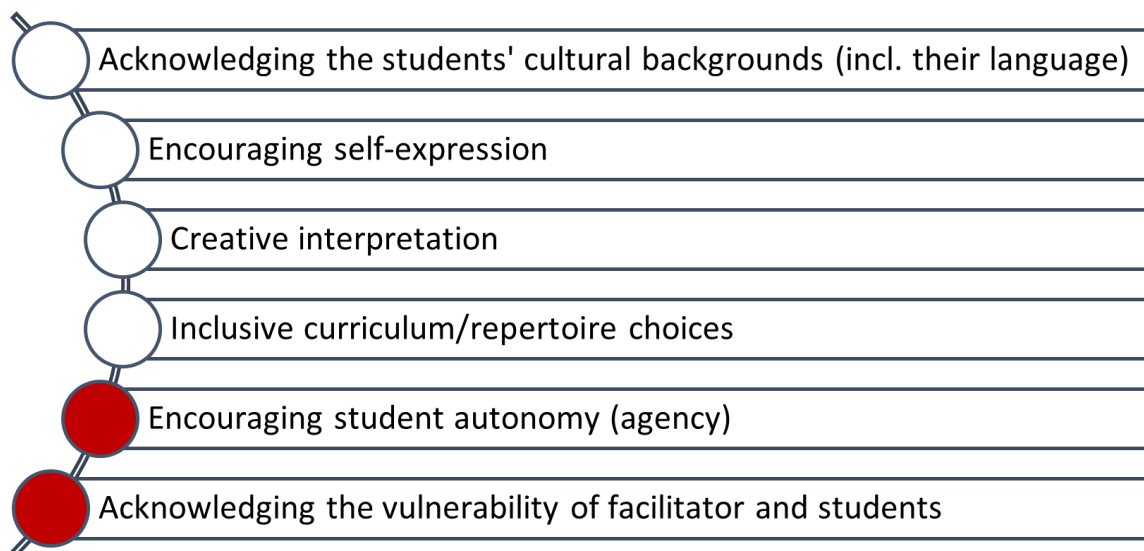 Acknowledging the students' cultural backgrounds (incl. their language)
Encouraging self-expression
Creative interpretation
Inclusive curriculum/repertoire choices
Encouraging student autonomy (agency)
Acknowledging the vulnerability of facilitator and students